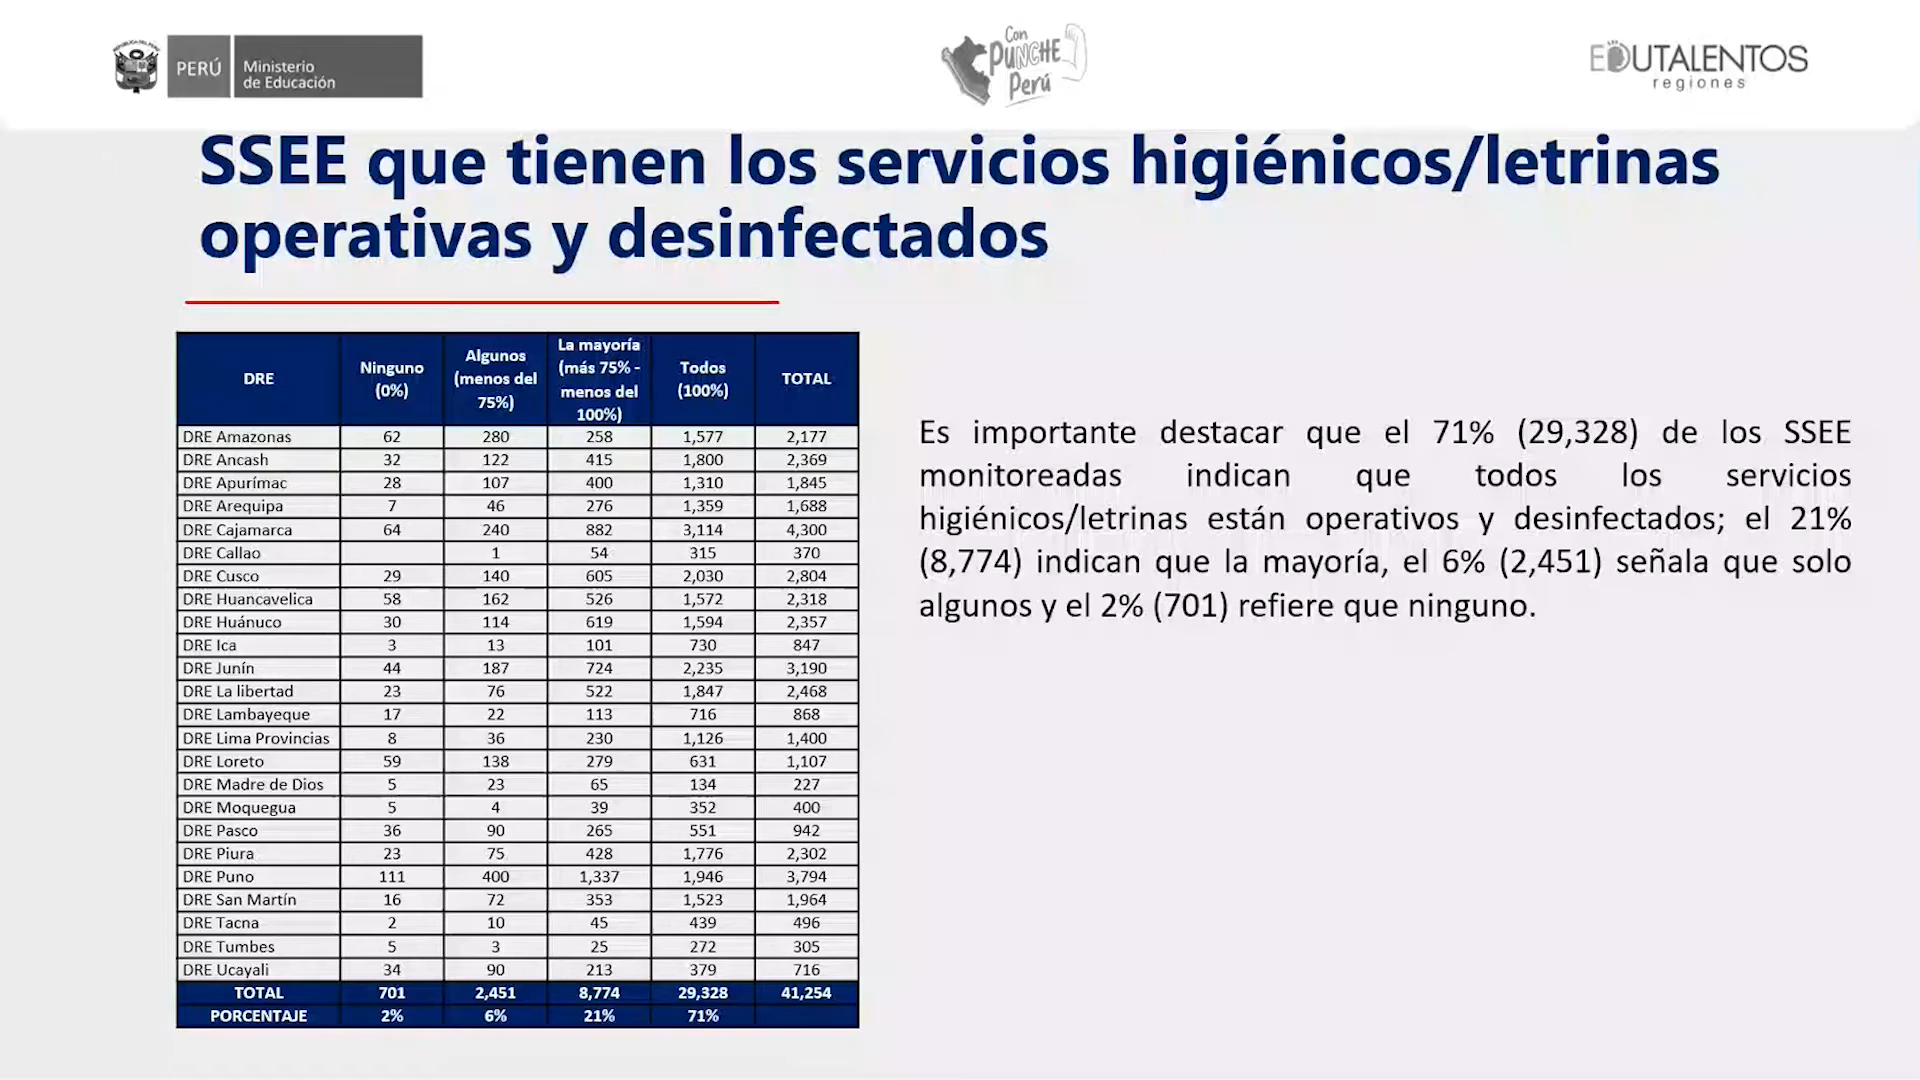 PERÚ
Ministerio
de Educación
Con
PUNCHE
Perú
EDUTALENTOS
regiones
SSEE que tienen los servicios higiénicos/letrinas
operativas y desinfectados
DRE Ninguno (0%) Algunos (menos del 75%) La mayoría (más 75% - menos del 100%) Todos (100%) TOTAL
DRE Amazonas 62 280 258 1,577 2,177
DRE Ancash 32 122 415 1,800 2,369
DRE Apurímac 28 107 400 1,310 1,845
DRE Arequipa 7 46 276 1,359 1,688
DRE Cajamarca 64 240 882 3,114 4,300
DRE Callao 1 54 315 370
DRE Cusco 29 140 605 2,030 2,804
DRE Huancavelica 58 162 526 1,572 2,318
DRE Huánuco 30 114 619 1,594 2,357
DRE Ica 3 13 101 730 847
DRE Junín 44 187 724 2,235 3,190
DRE La libertad 23 76 522 1,847 2,468
DRE Lambayeque 17 22 113 716 868
DRE Lima Provincias 8 36 230 1,126 1,400
DRE Loreto 59 138 279 631 1,107
DRE Madre de Dios 5 23 65 134 227
DRE Moquegua 5 4 39 352 400
DRE Pasco 36 90 265 551 942
DRE Piura 23 75 428 1,776 2,302
DRE Puno 111 400 1,337 1,946 3,794
DRE San Martín 16 72 353 1,523 1,964
DRE Tacna 2 10 45 439 496
DRE Tumbes 5 3 25 272 305
DRE Ucayali 34 90 213 379 716
TOTAL 701 2,451 8,774 29,328 41,254
PORCENTAJE 2% 6% 21% 71%
Es importante destacar que el 71% (29,328) de los SSEE
monitoreadas indican que todos los servicios
higiénicos/letrinas están operativos y desinfectados; el 21%
(8,774) indican que la mayoría, el 6% (2,451) señala que solo
algunos y el 2% (701) refiere que ninguno.